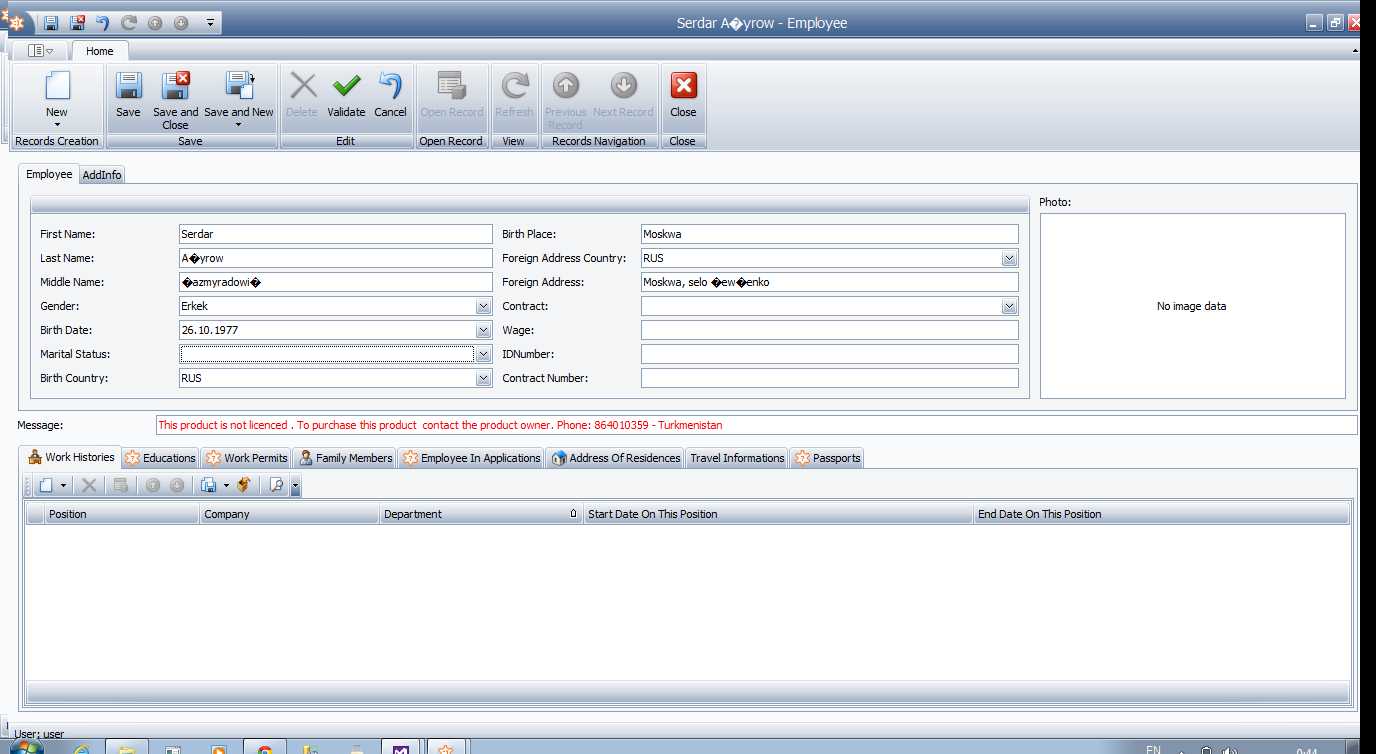 Serdar A�yrow - Employee
Home
New
Save
Save and Close
Save and New
Delete
Validate
Cancel
Open Record
Refresh
Previous Record
Next Record
Close
Records Creation
Save
Edit
Open Record
View
Records Navigation
Close
Employee
AddInfo
First Name:
Serdar
Birth Place:
Moskwa
Photo:
Last Name:
A�yrow
Foreign Address Country:
RUS
Middle Name:
�azmyradowi�
Foreign Address:
Moskwa, selo �ew�enko
Gender:
Erkek
Contract:
No image data
Birth Date:
26.10.1977
Wage:
Marital Status:
IDNumber:
Birth Country:
RUS
Contract Number:
Message:
This product is not licenced . To purchase this product contact the product owner. Phone: 864010359 - Turkmenistan
Work Histories
Educations
Work Permits
Family Members
Employee In Applications
Address Of Residences
Travel Informations
Passports
Position
Company
Department
Start Date On This Position
End Date On This Position
User: user
EN
0:44